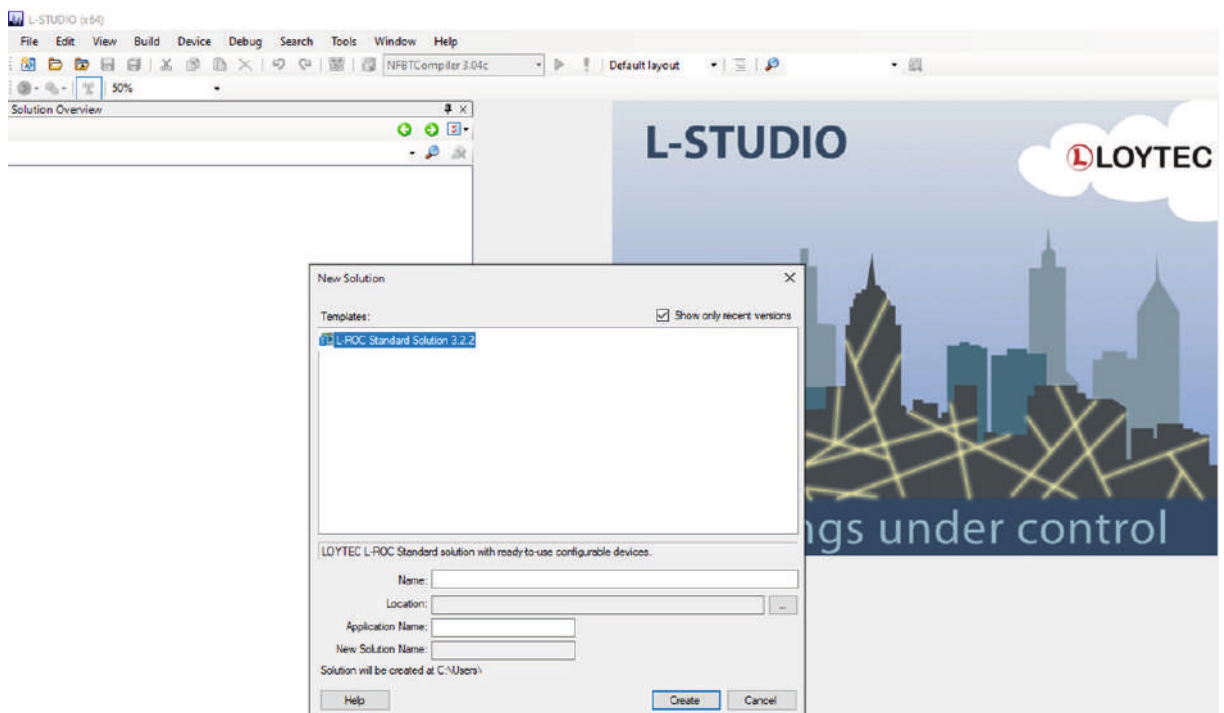 L-STUDIO (x64)
File Edit View Build Device Debug Search Tools Window Help
NFBTCompiler 3.04c Default layout
50%
Solution Overview
L-STUDIO
LOYTEC
New Solution
Templates: Show only recent versions
L-ROC Standard Solution 3.2.2
ngs under control
LOYTEC L-ROC Standard solution with ready-to-use configurable devices.
Name:
Location: ...
Application Name:
New Solution Name:
Solution will be created at C:\Users\
Help Create Cancel